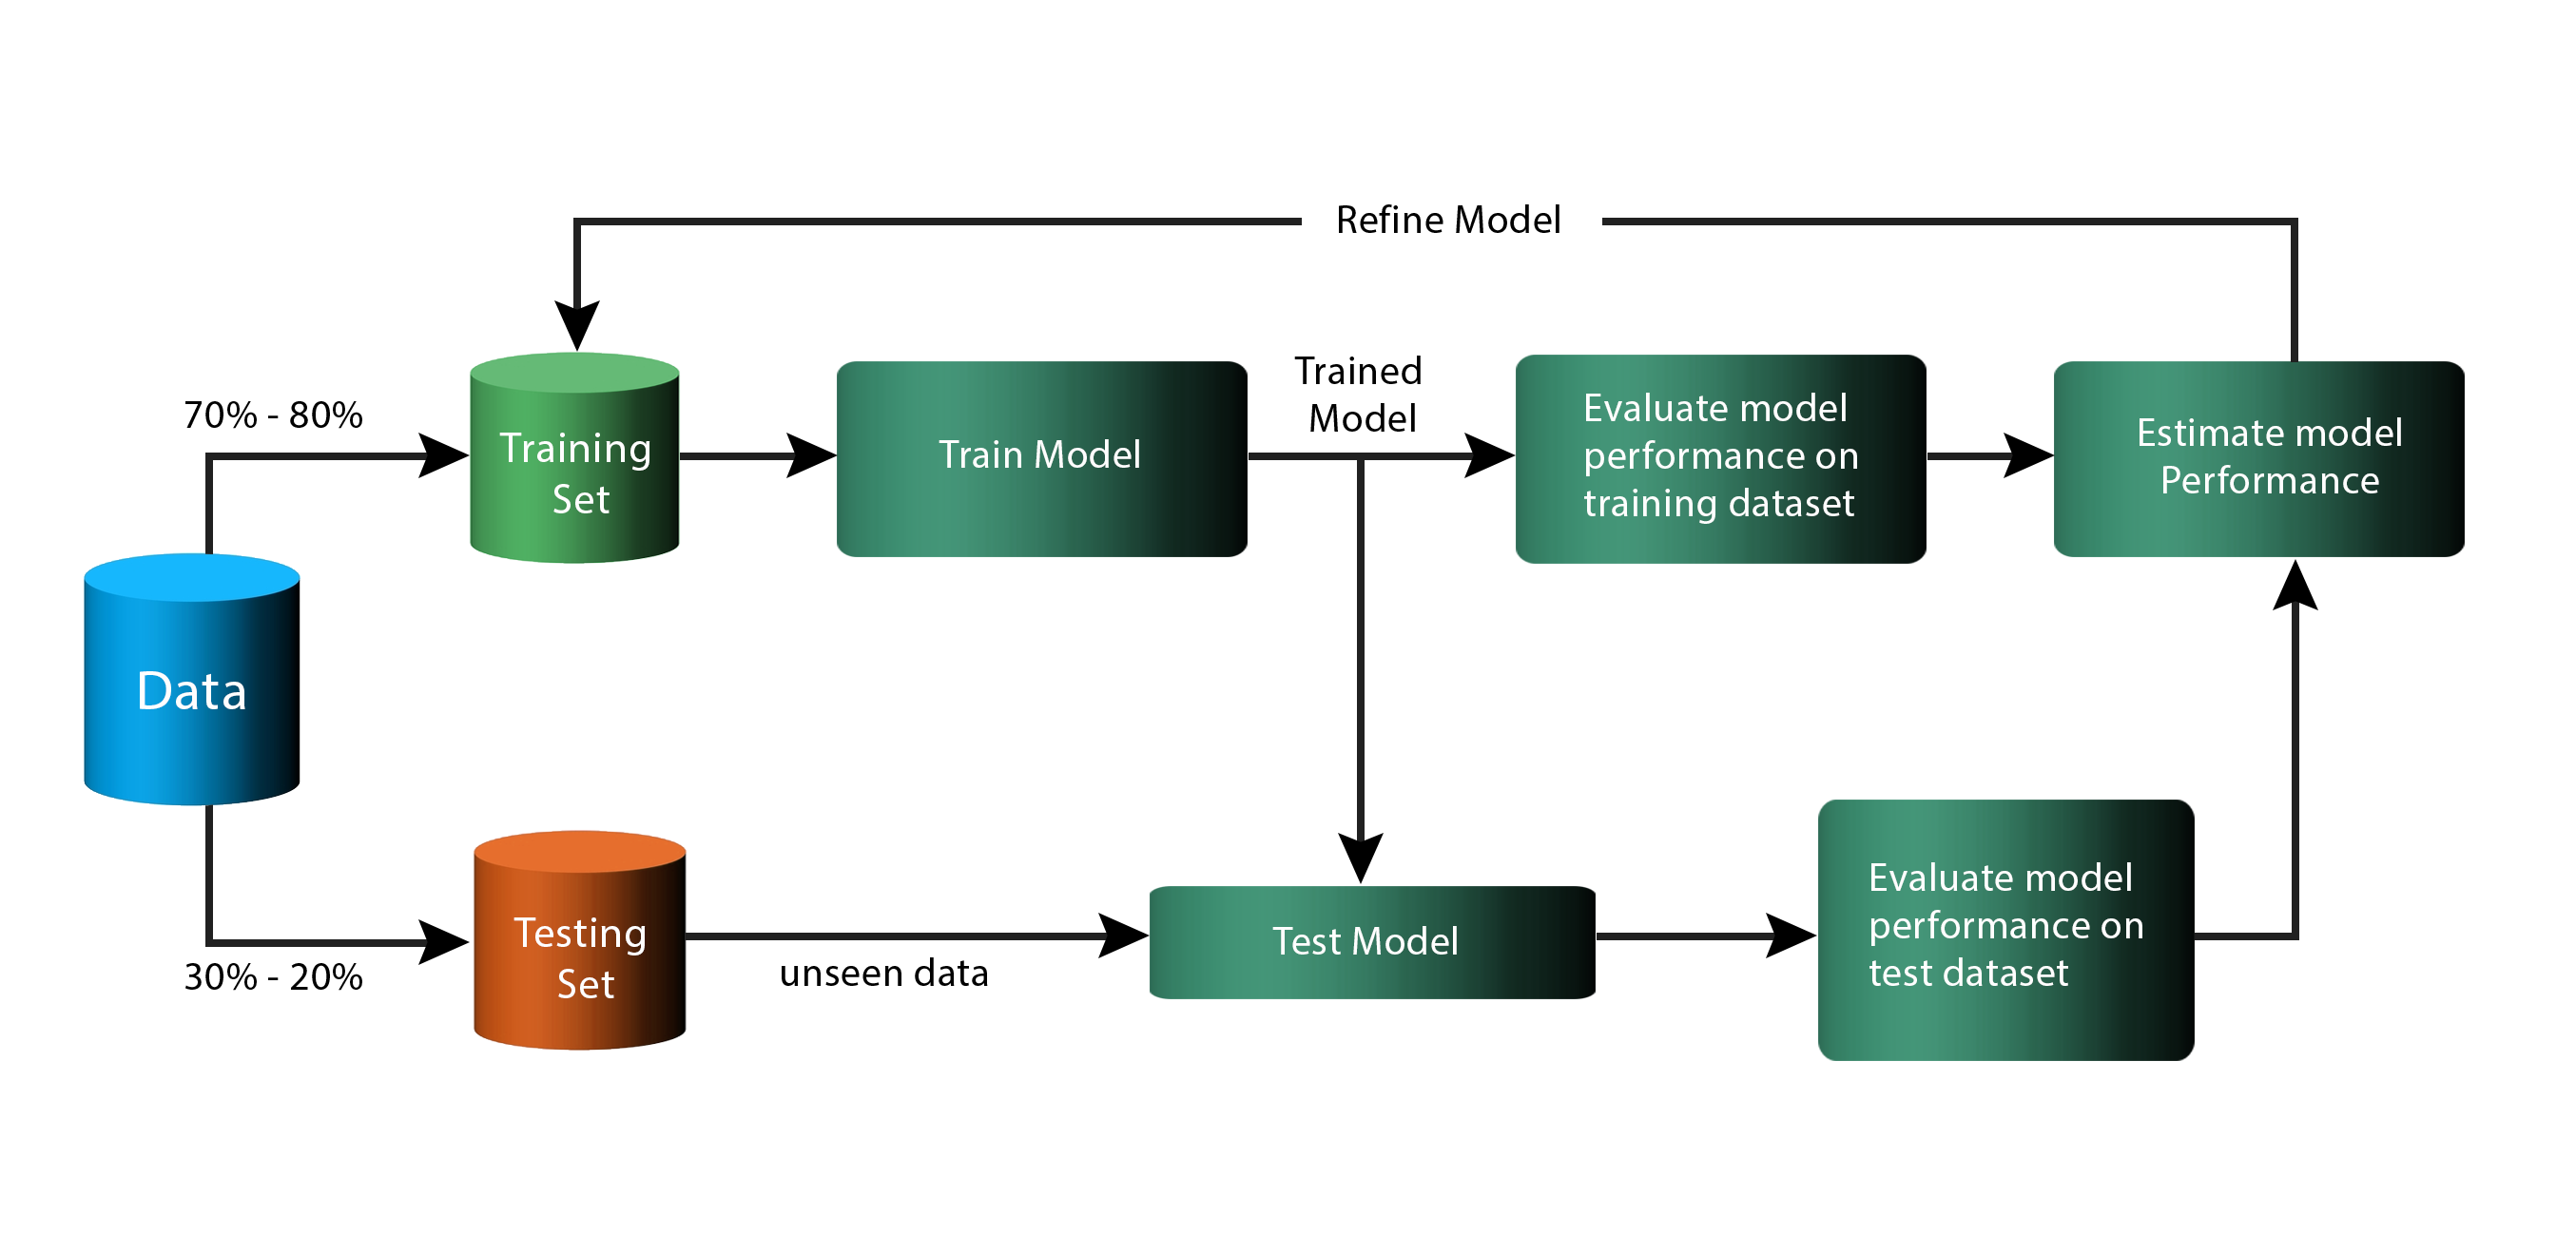 Refine Model
70% - 80%
Training
Set
Train Model
Trained
Model
Evaluate model
performance on
training dataset
Estimate model
Performance
Data
30% - 20%
Testing
Set
unseen data
Test Model
Evaluate model
performance on
test dataset